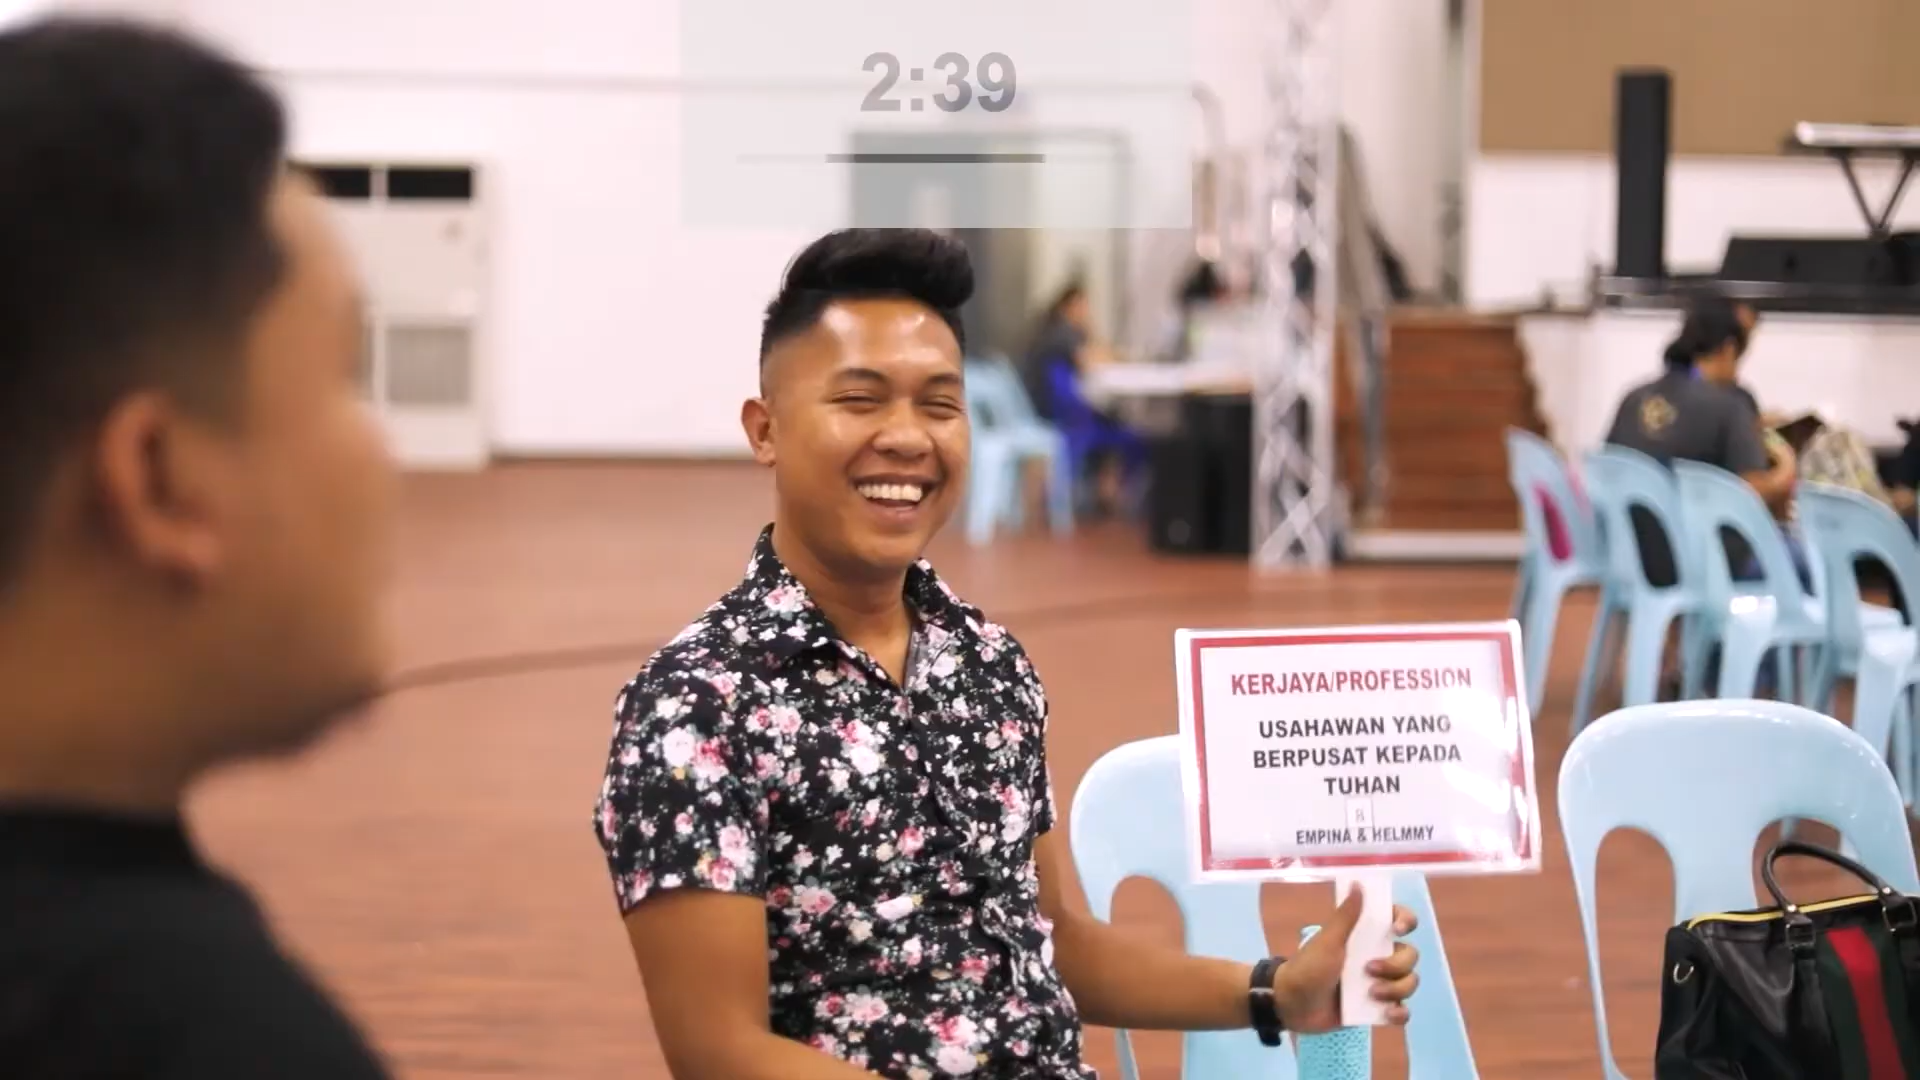 2:39
KERJAYA/PROFESSION
USAHAWAN YANG
BERPUSAT KEPADA
TUHAN
8
EMPINA & HELMMY